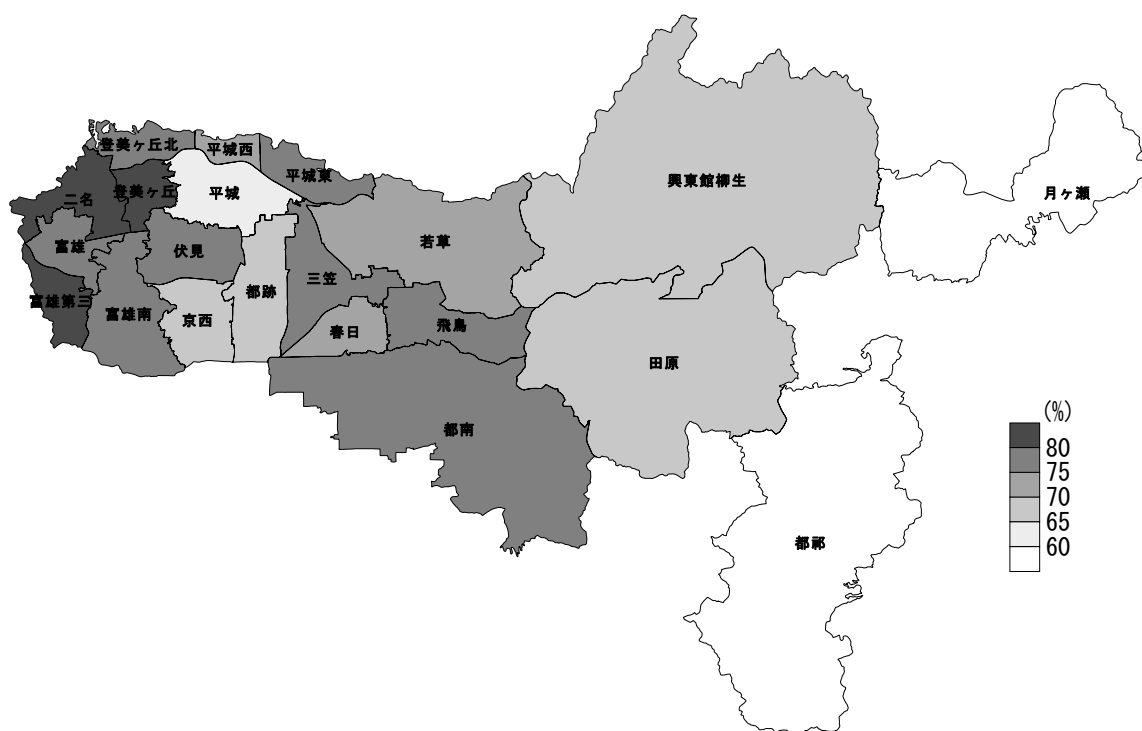 登美ヶ丘北
平城西
平城東
二名
登美ヶ丘
平城
興東館柳生
月ヶ瀬
富雄
伏見
若草
富雄第三
富雄南
京西
都跡
三笠
春日
飛鳥
田原
都南
都祁
(%)
80
75
70
65
60